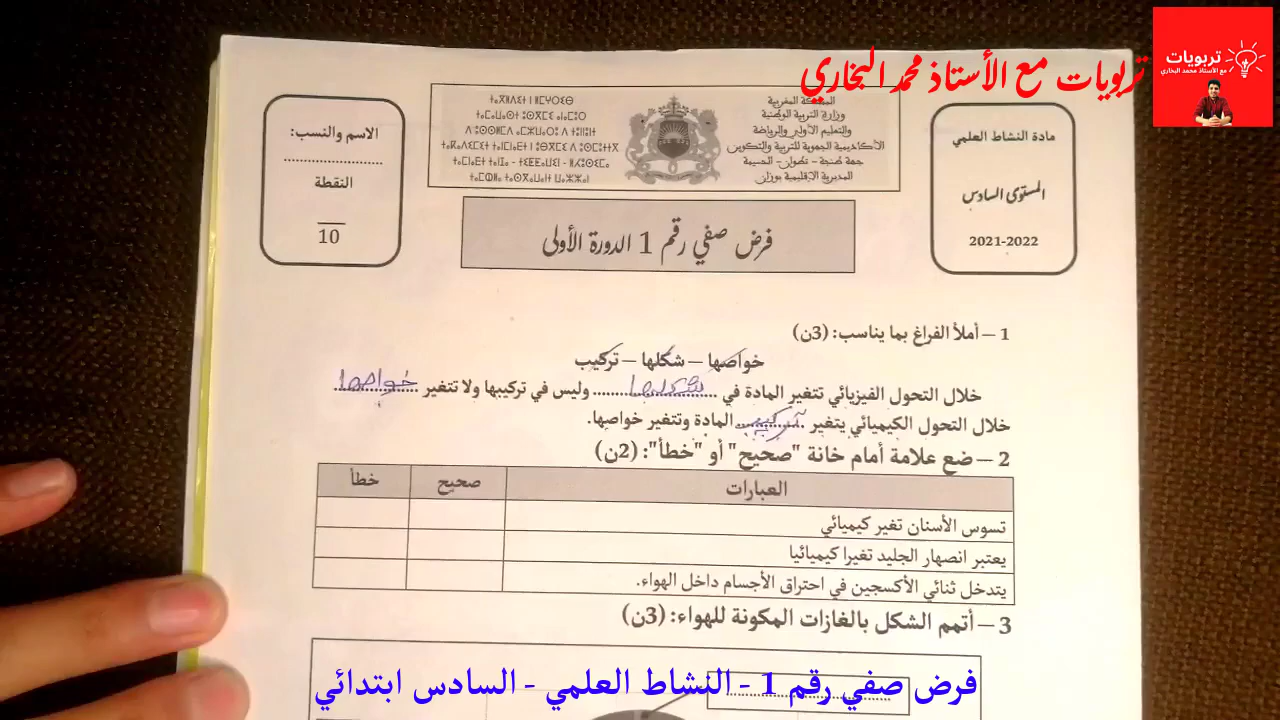 تربويات مع الأستاذ محمد البخاري
تربويات
مع الأستاذ محمد البخاري
مادة النشاط العلمي
المستوى السادس
2021-2022
المملكة المغربية
وزارة التربية الوطنية
والتعليم الأولي والرياضة
الأكاديمية الجهوية للتربية والتكوين
جهة طنجة - تطوان - الحسيمة
المديرية الإقليمية بوزان
الاسم والنسب:
النقطة
10
فرض صفي رقم 1 الدورة الأولى
1 – أملأ الفراغ بما يناسب: (3ن)
خواصها – شكلها – تركيب
خلال التحول الفيزيائي تتغير المادة في شكلها وليس في تركيبها ولا تتغير خواصها
خلال التحول الكيميائي يتغير تركيب المادة وتتغير خواصها.
2 – ضع علامة أمام خانة "صحيح" أو "خطأ": (2ن)
العبارات صحيح خطأ
تسوس الأسنان تغير كيميائي
يعتبر انصهار الجليد تغيرا كيميائيا
يتدخل ثنائي الأكسجين في احتراق الأجسام داخل الهواء.
3 – أتمم الشكل بالغازات المكونة للهواء: (3ن)
فرض صفي رقم 1 - النشاط العلمي - السادس ابتدائي